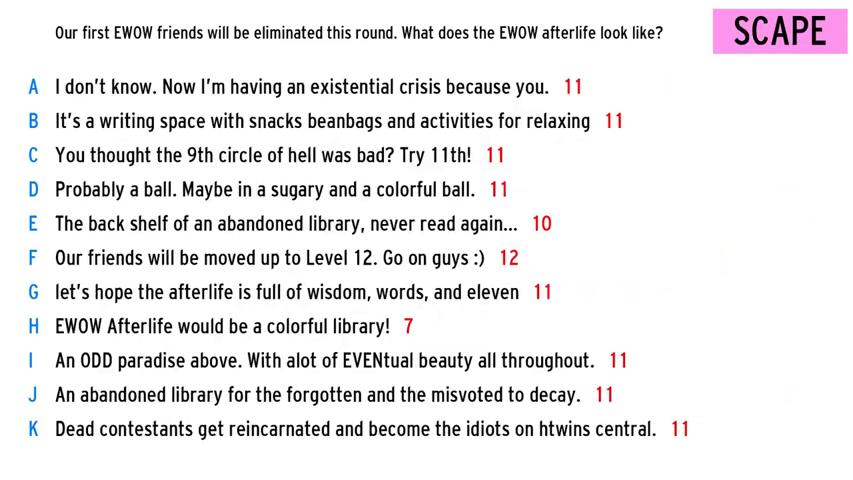 Our first EWOW friends will be eliminated this round. What does the EWOW afterlife look like?
SCAPE
A I don't know. Now I'm having an existential crisis because you. 11
B It's a writing space with snacks beanbags and activities for relaxing 11
C You thought the 9th circle of hell was bad? Try 11th! 11
D Probably a ball. Maybe in a sugary and a colorful ball. 11
E The back shelf of an abandoned library, never read again... 10
F Our friends will be moved up to Level 12. Go on guys :) 12
G let's hope the afterlife is full of wisdom, words, and eleven 11
H EWOW Afterlife would be a colorful library! 7
I An ODD paradise above. With alot of EVENtual beauty all throughout. 11
J An abandoned library for the forgotten and the misvoted to decay. 11
K Dead contestants get reincarnated and become the idiots on htwins central. 11